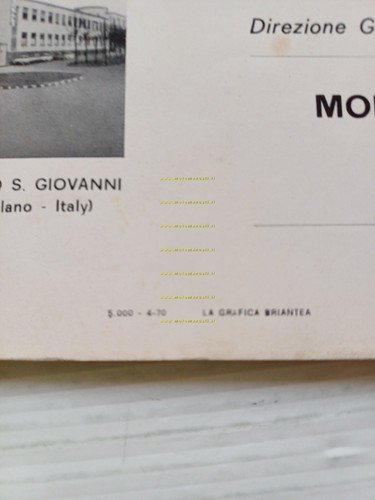 Direzione G
MO
O S. GIOVANNI
lano - Italy)
5.000 - 4-70 LA GRAFICA BRIANTEA